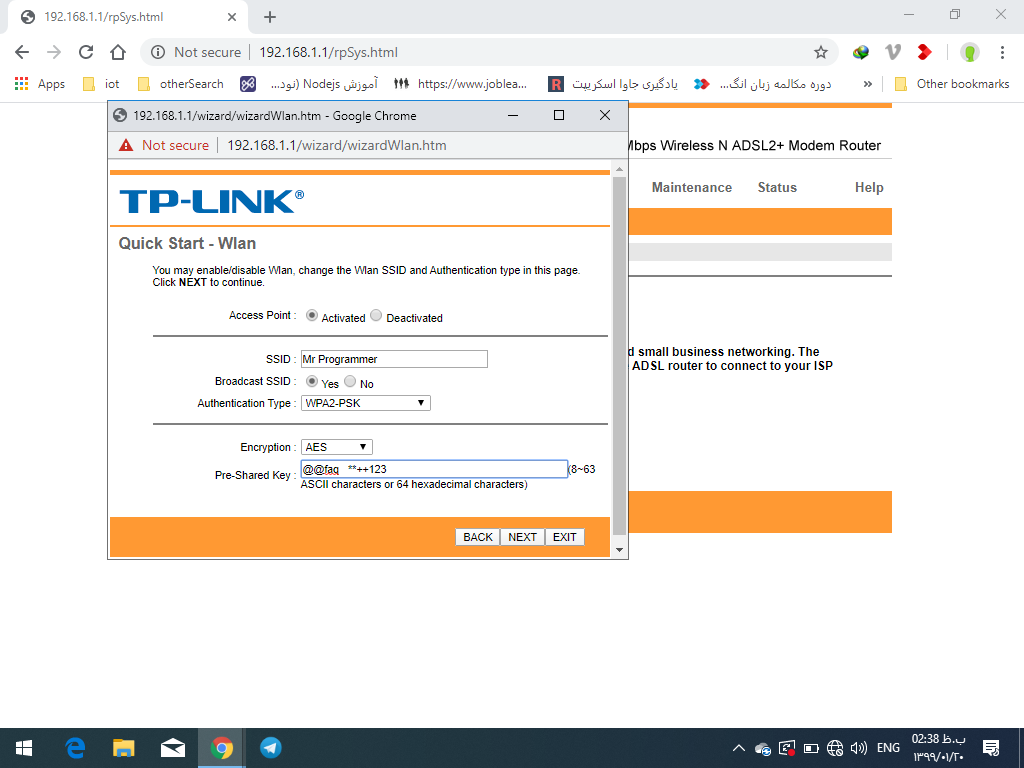 192.168.1.1/rpSys.html
Not secure
192.168.1.1/rpSys.html
Apps
iot
otherSearch
آموزش Nodejs (نود...
https://www.joblea...
یادگیری جاوا اسکریپت
دوره مکالمه زبان انگ...
»
Other bookmarks
192.168.1.1/wizard/wizardWlan.htm - Google Chrome
Not secure
192.168.1.1/wizard/wizardWlan.htm
Mbps Wireless N ADSL2+ Modem Router
Maintenance
Status
Help
TP-LINK®
Quick Start - Wlan
You may enable/disable Wlan, change the Wlan SSID and Authentication type in this page.
Click NEXT to continue.
Access Point :
Activated
Deactivated
d small business networking. The
ADSL router to connect to your ISP
SSID :
Mr Programmer
Broadcast SSID :
Yes
No
Authentication Type :
WPA2-PSK
Encryption :
AES
Pre-Shared Key :
@@faq **++123
(8~63
ASCII characters or 64 hexadecimal characters)
BACK
NEXT
EXIT
ENG
02:38 ب.ظ
۱۳۹۹/۰۱/۲۰